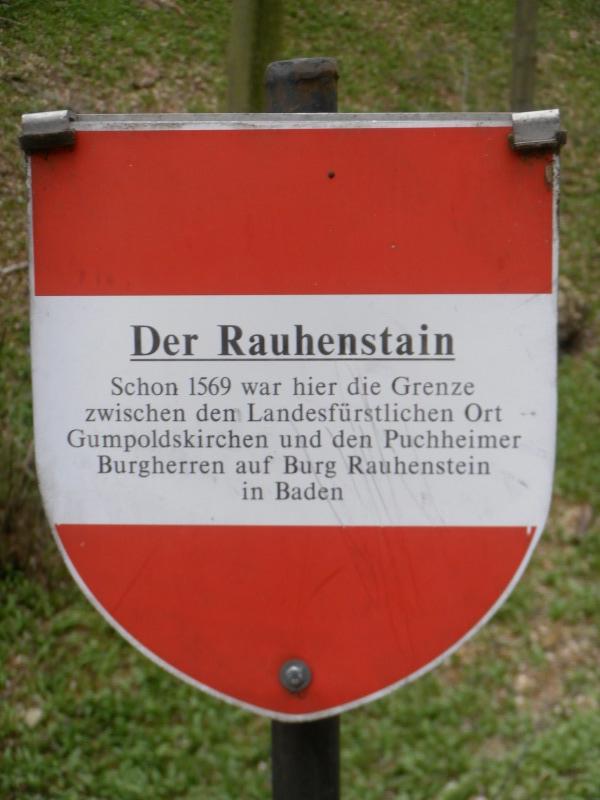 Der Rauhenstain
Schon 1569 war hier die Grenze
zwischen den Landesfürstlichen Ort
Gumpoldskirchen und den Puchheimer
Burgherren auf Burg Rauhenstein
in Baden